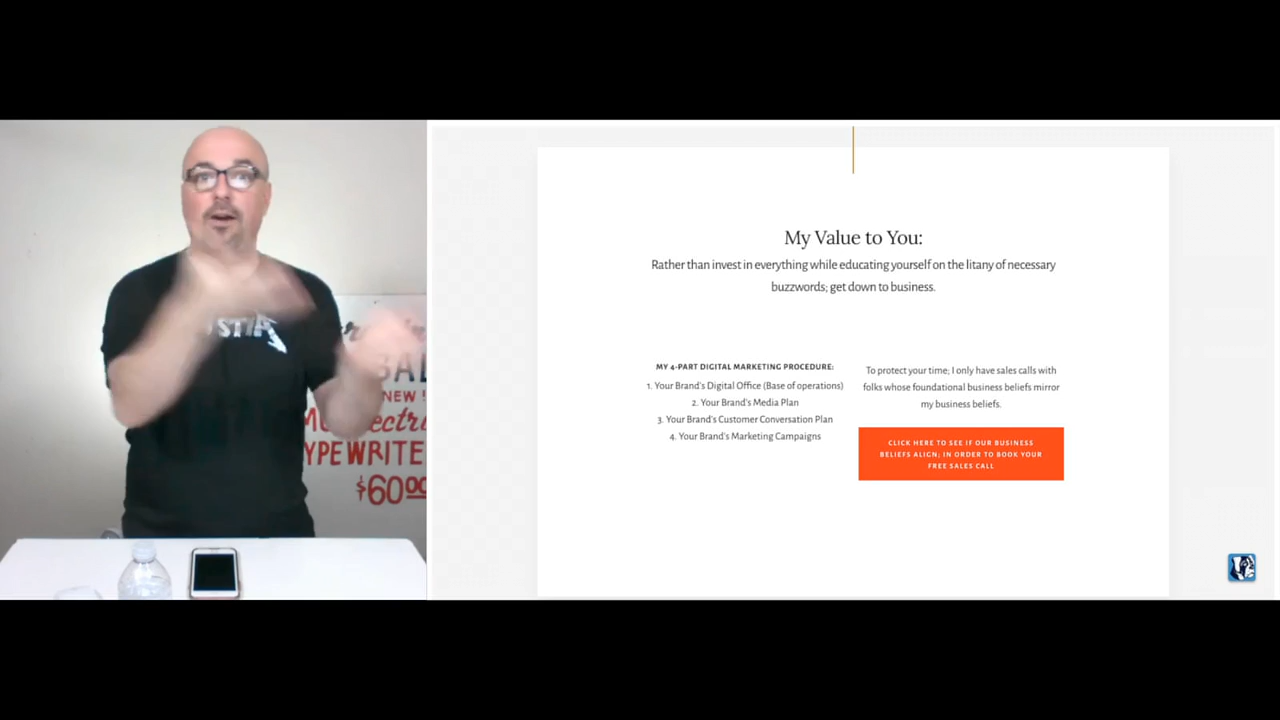 My Value to You:
Rather than invest in everything while educating yourself on the litany of necessary
buzzwords; get down to business.
MY 4-PART DIGITAL MARKETING PROCEDURE:
1. Your Brand's Digital Office (Base of operations)
2. Your Brand's Media Plan
3. Your Brand's Customer Conversation Plan
4. Your Brand's Marketing Campaigns
To protect your time; I only have sales calls with
folks whose foundational business beliefs mirror
my business beliefs.
CLICK HERE TO SEE IF OUR BUSINESS
BELIEFS ALIGN; IN ORDER TO BOOK YOUR
FREE SALES CALL
NEW!
$60.00